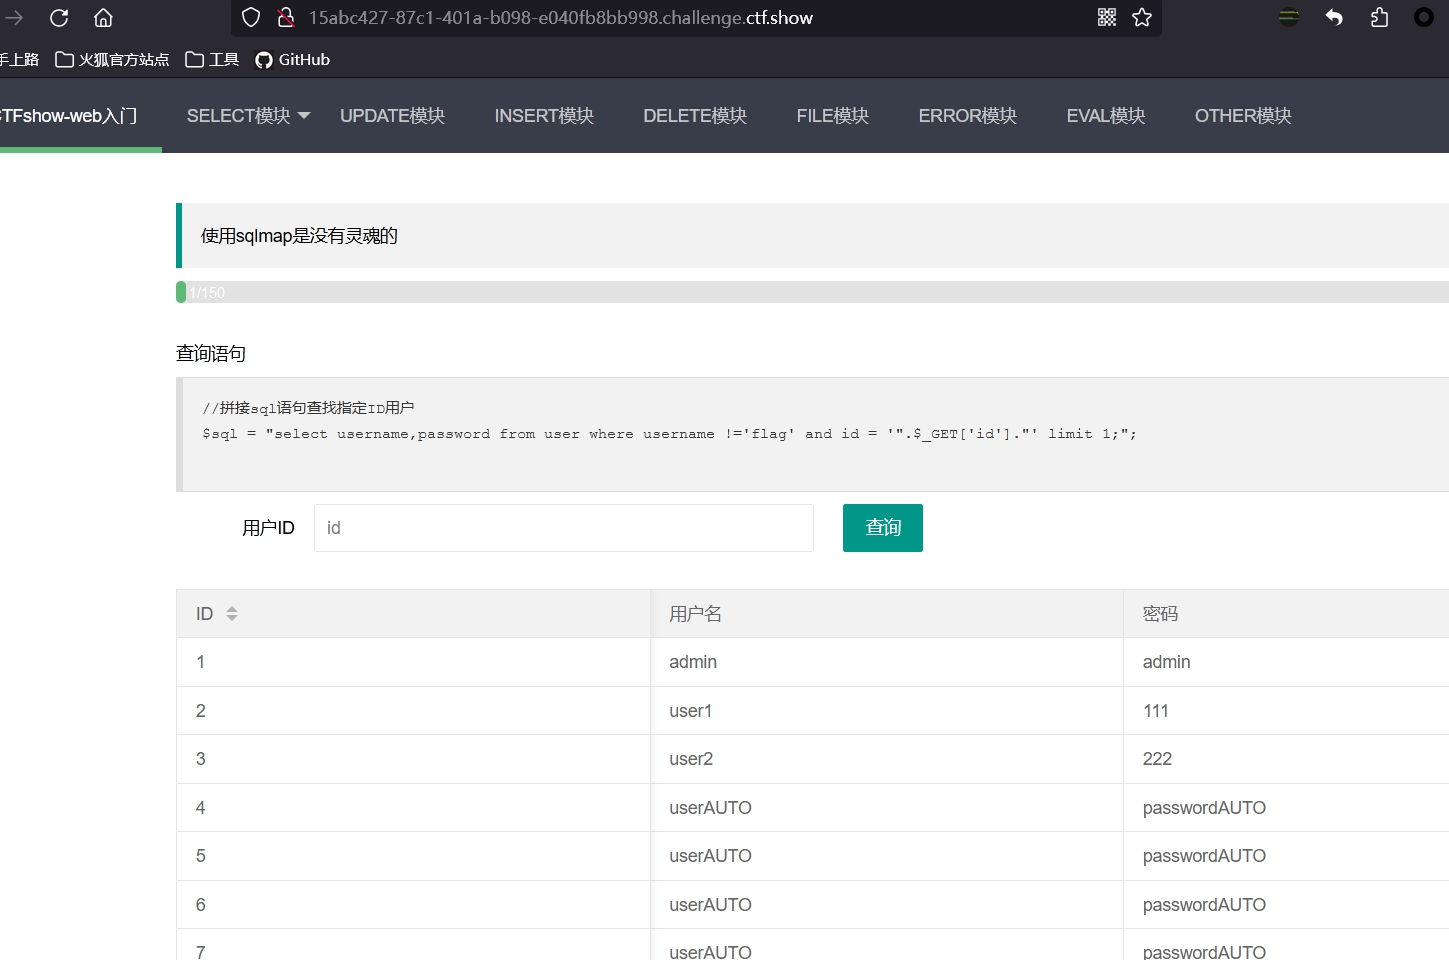 15abc427-87c1-401a-b098-e040fb8bb998.challenge.ctf.show
手上路 火狐官方站点 工具 GitHub
CTFshow-web入门 SELECT模块 UPDATE模块 INSERT模块 DELETE模块 FILE模块 ERROR模块 EVAL模块 OTHER模块
使用sqlmap是没有灵魂的
1/150
查询语句
//拼接sql语句查找指定ID用户
$sql = "select username,password from user where username !='flag' and id = '".$_GET['id']."' limit 1;";
用户ID id 查询
ID 用户名 密码
1 admin admin
2 user1 111
3 user2 222
4 userAUTO passwordAUTO
5 userAUTO passwordAUTO
6 userAUTO passwordAUTO
7 userAUTO passwordAUTO